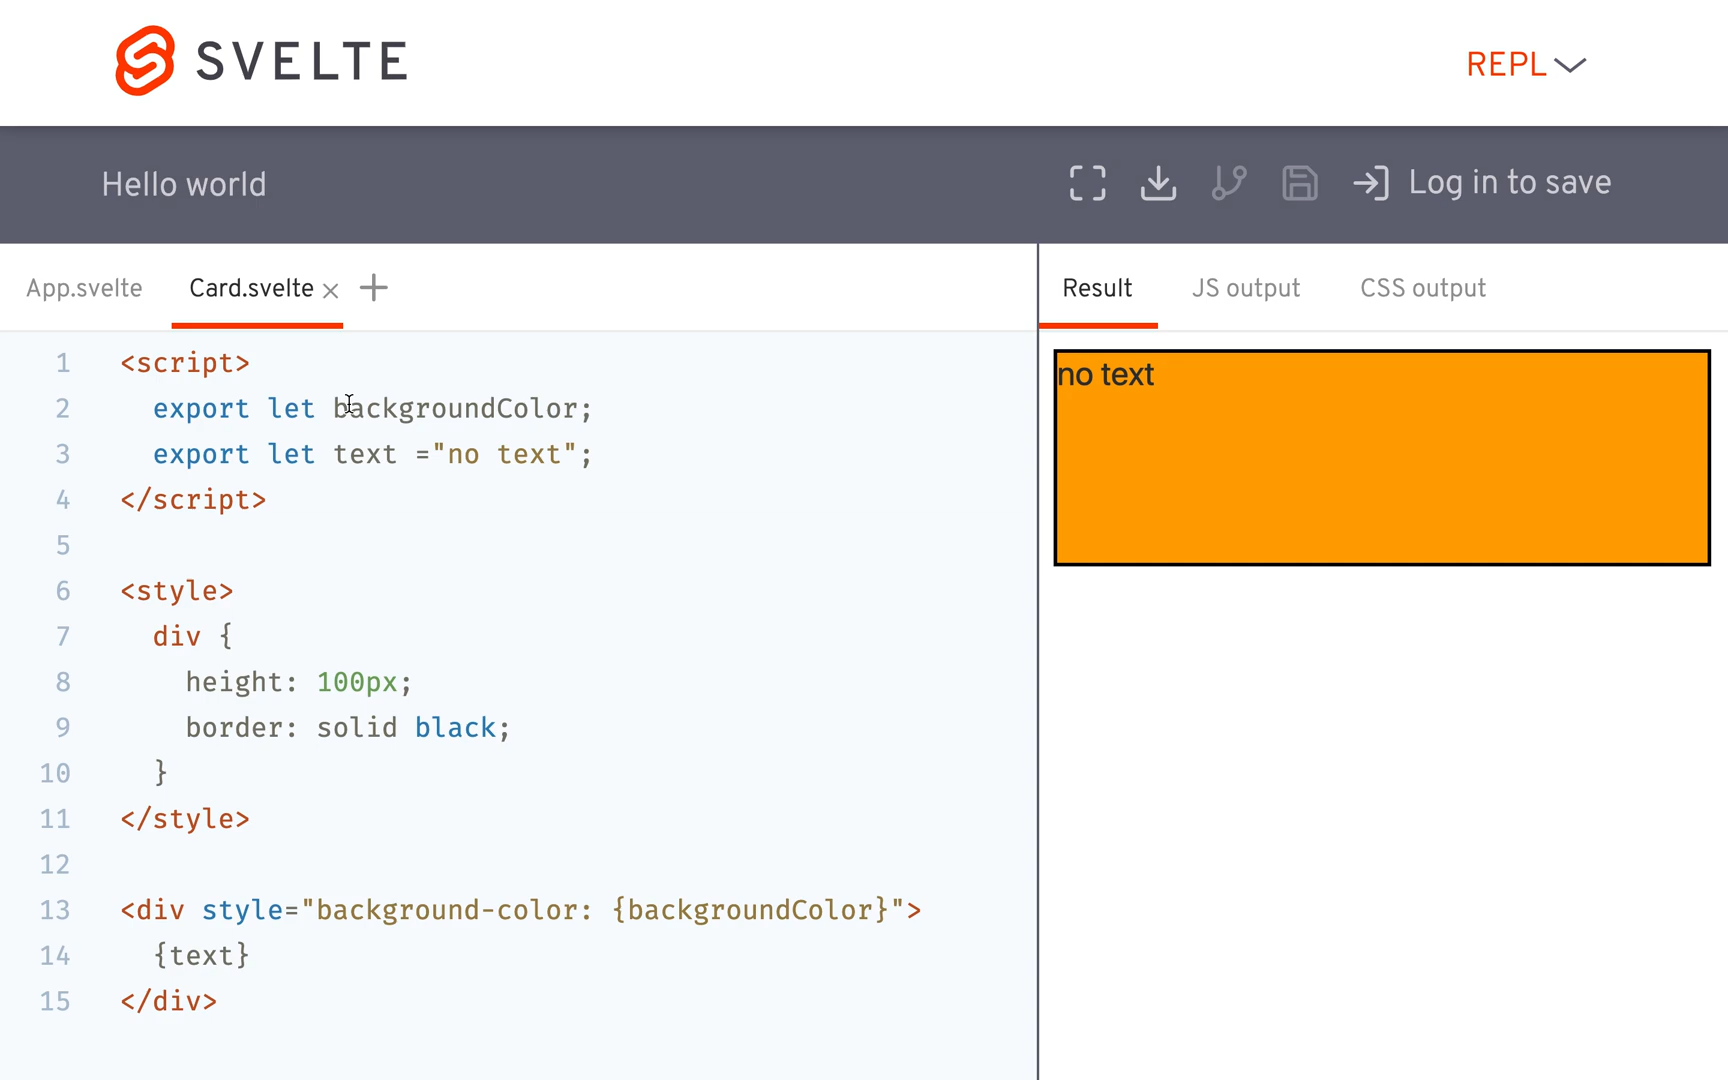 SVELTE
REPL
Hello world
Log in to save
App.svelte
Card.svelte
Result
JS output
CSS output
1 <script>
2 export let backgroundColor;
3 export let text ="no text";
4 </script>
5
6 <style>
7 div {
8 height: 100px;
9 border: solid black;
10 }
11 </style>
12
13 <div style="background-color: {backgroundColor}">
14 {text}
15 </div>
no text